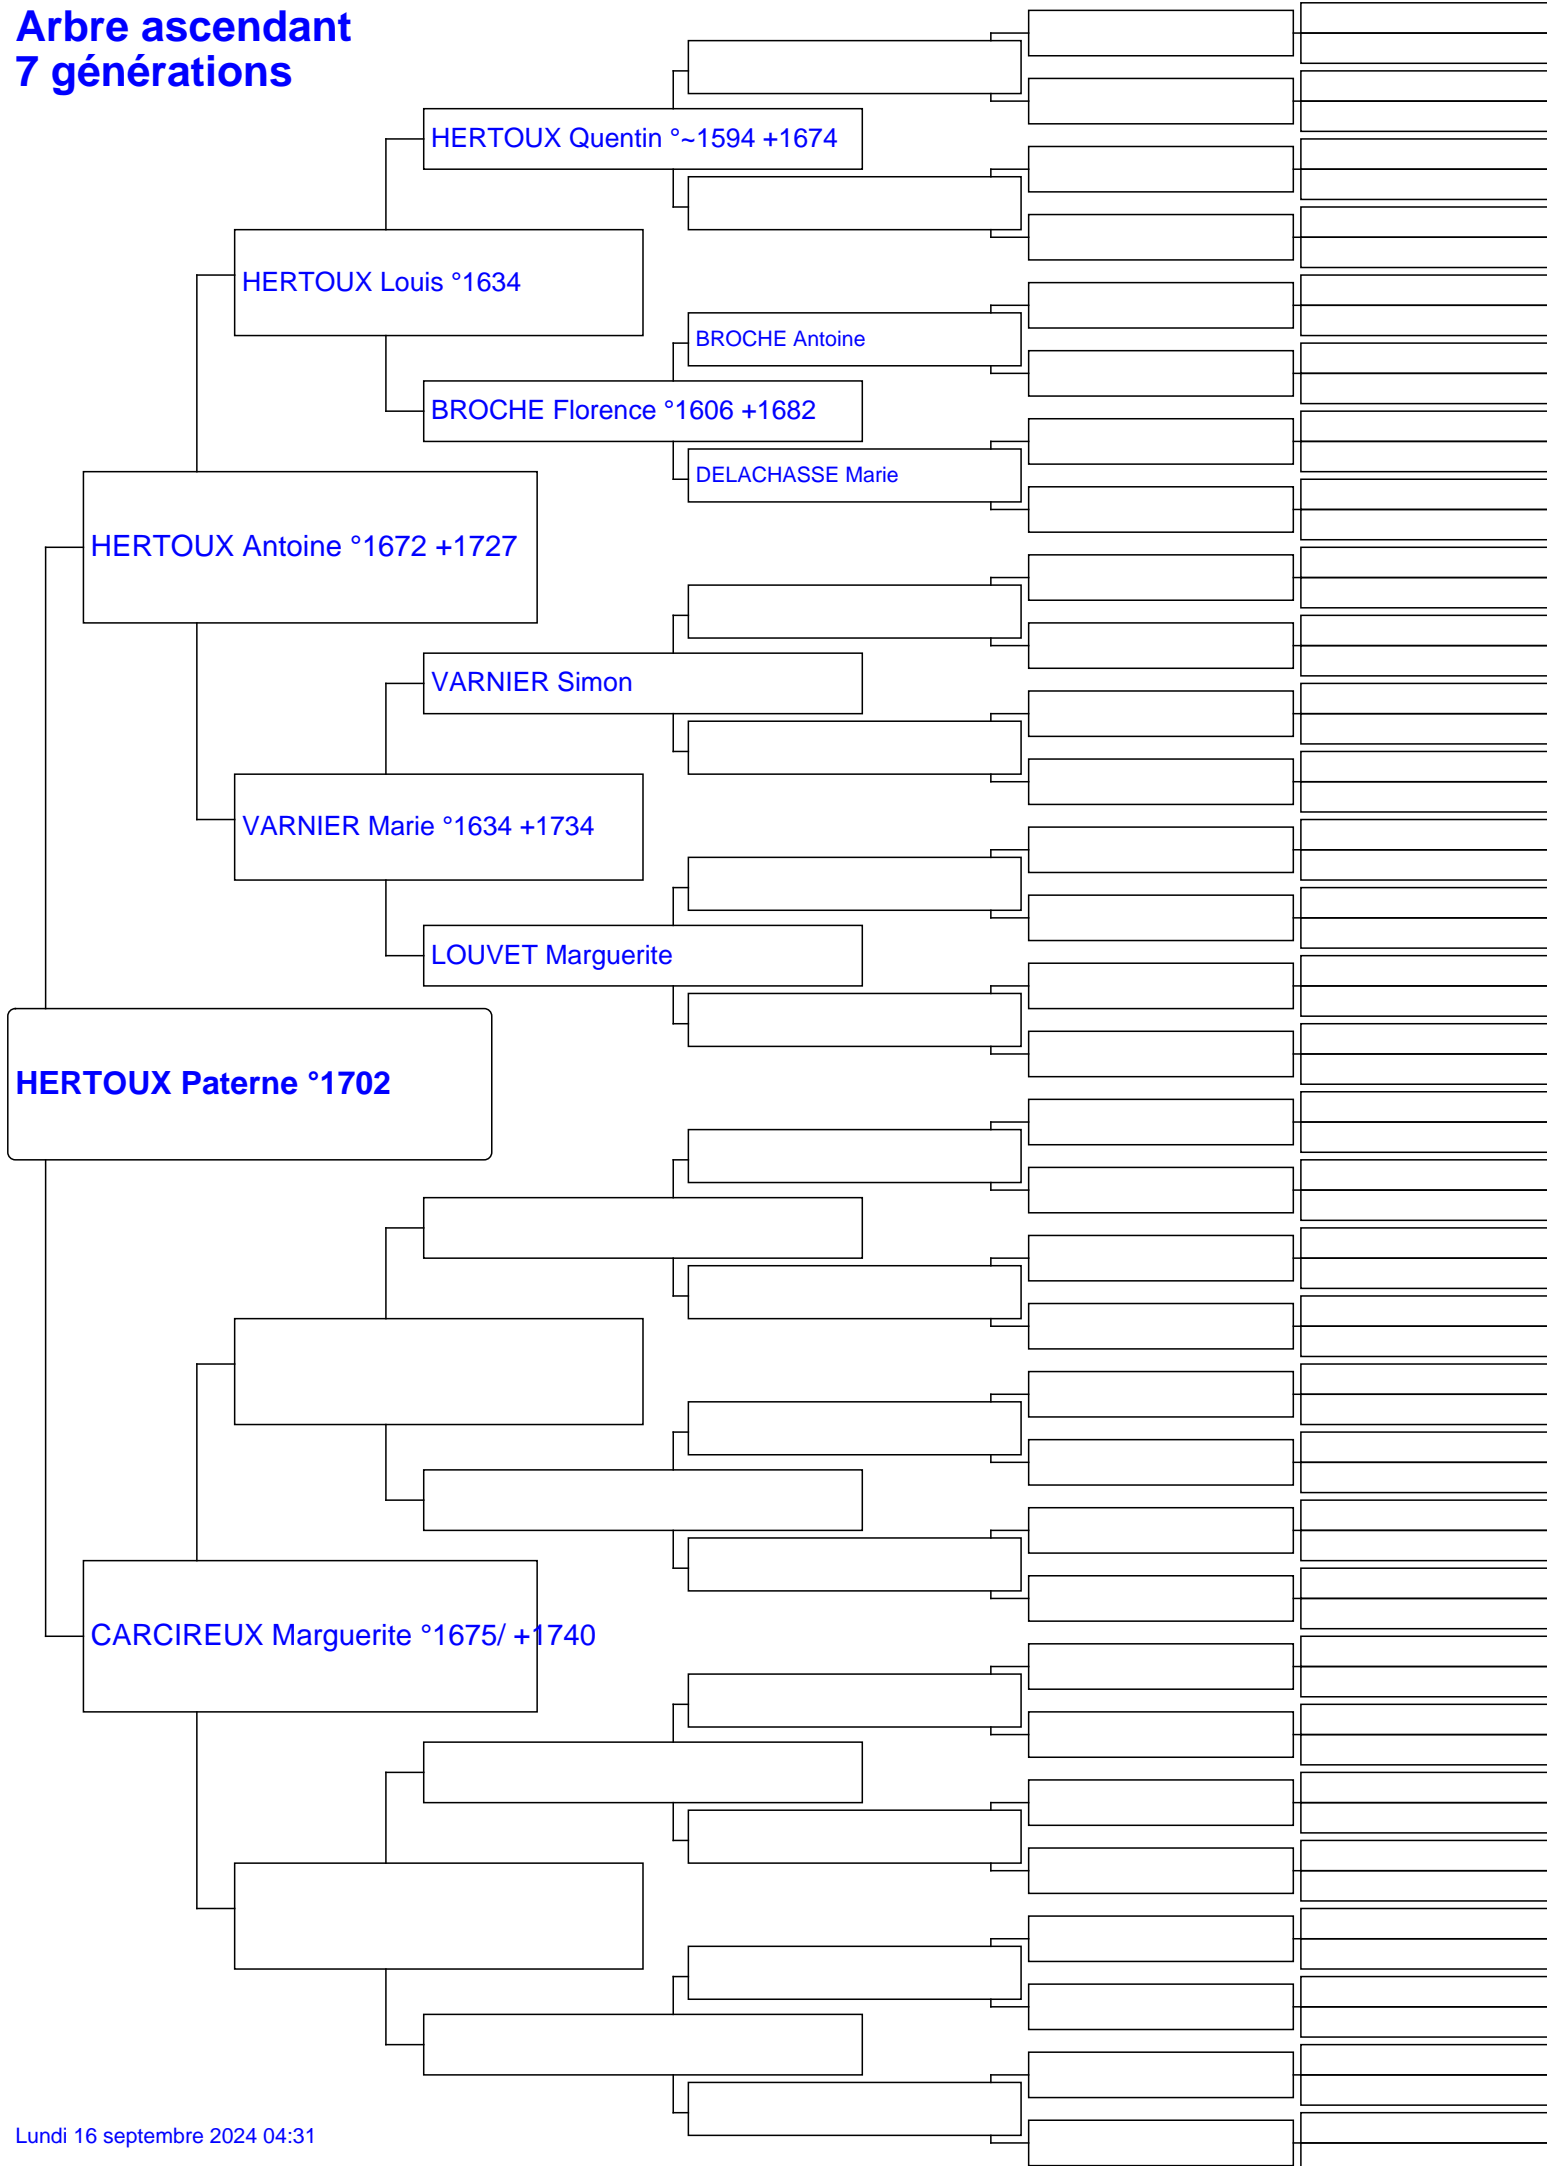 Arbre ascendant
7 générations
HERTOUX Quentin °~1594 +1674
HERTOUX Louis °1634
BROCHE Antoine
BROCHE Florence °1606 +1682
DELACHASSE Marie
HERTOUX Antoine °1672 +1727
VARNIER Simon
VARNIER Marie °1634 +1734
LOUVET Marguerite
HERTOUX Paterne °1702
CARCIREUX Marguerite °1675/ +1740
Lundi 16 septembre 2024 04:31